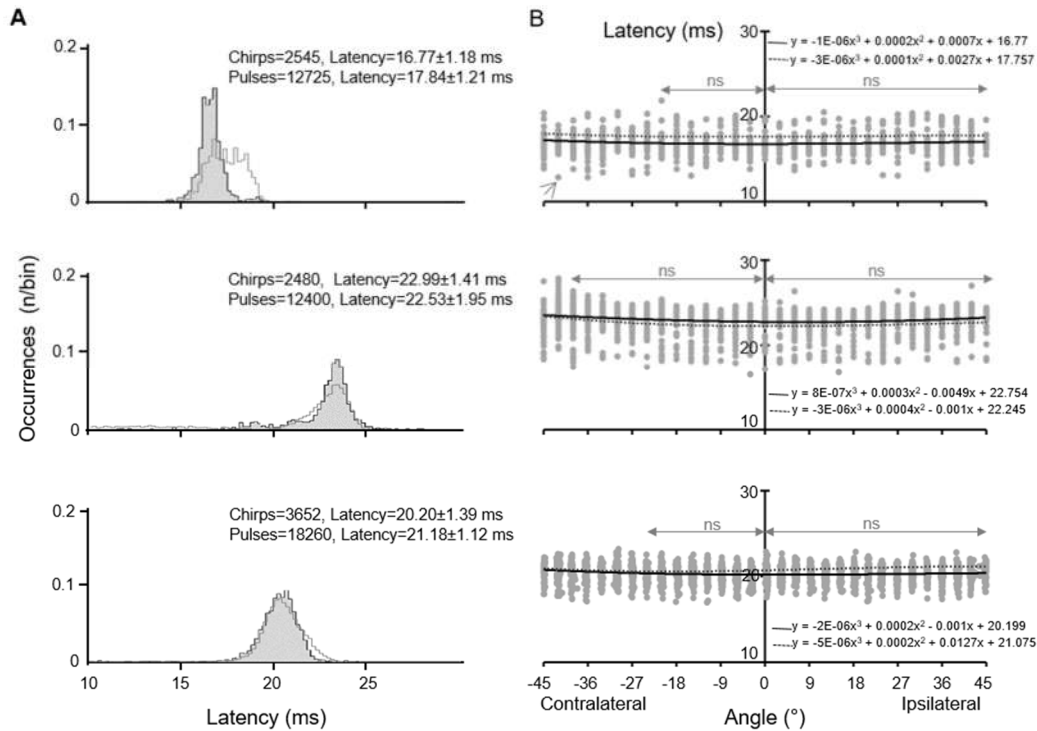 A
Chirps=2545, Latency=16.77±1.18 ms
Pulses=12725, Latency=17.84±1.21 ms
0.2
0.1
0
15
20
25
Chirps=2480, Latency=22.99±1.41 ms
Pulses=12400, Latency=22.53±1.95 ms
0.2
0.1
0
Occurrences (n/bin)
Chirps=3652, Latency=20.20±1.39 ms
Pulses=18260, Latency=21.18±1.12 ms
0.2
0.1
0
10
15
20
25
Latency (ms)
B
Latency (ms)
30
y = -1E-06x³ + 0.0002x² + 0.0007x + 16.77
y = -3E-06x³ + 0.0001x² + 0.0027x + 17.757
ns
ns
20
10
30
ns
ns
20
y = 8E-07x³ + 0.0003x² - 0.0049x + 22.754
y = -3E-06x³ + 0.0004x² - 0.001x + 22.245
10
30
ns
ns
20
y = -2E-06x³ + 0.0002x² - 0.001x + 20.199
y = -5E-06x³ + 0.0002x² + 0.0127x + 21.075
10
-45 -36 -27 -18 -9 0 9 18 27 36 45
Contralateral
Ipsilateral
Angle (°)